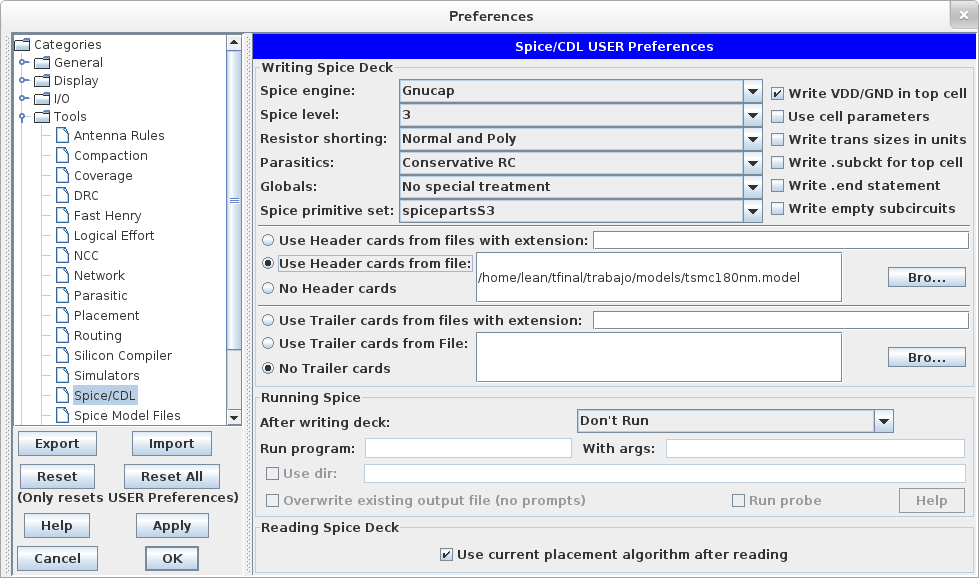 Preferences
Categories
General
Display
I/O
Tools
Antenna Rules
Compaction
Coverage
DRC
Fast Henry
Logical Effort
NCC
Network
Parasitic
Placement
Routing
Silicon Compiler
Simulators
Spice/CDL
Spice Model Files
Export Import
Reset Reset All
(Only resets USER Preferences)
Help Apply
Cancel OK
Spice/CDL USER Preferences
Writing Spice Deck
Spice engine: Gnucap Write VDD/GND in top cell
Spice level: 3 Use cell parameters
Resistor shorting: Normal and Poly Write trans sizes in units
Parasitics: Conservative RC Write .subckt for top cell
Globals: No special treatment Write .end statement
Spice primitive set: spicepartsS3 Write empty subcircuits
Use Header cards from files with extension:
Use Header cards from file:
/home/lean/tfinal/trabajo/models/tsmc180nm.model Bro...
No Header cards
Use Trailer cards from files with extension:
Use Trailer cards from File:
Bro...
No Trailer cards
Running Spice
After writing deck: Don't Run
Run program: With args:
Use dir:
Overwrite existing output file (no prompts) Run probe Help
Reading Spice Deck
Use current placement algorithm after reading